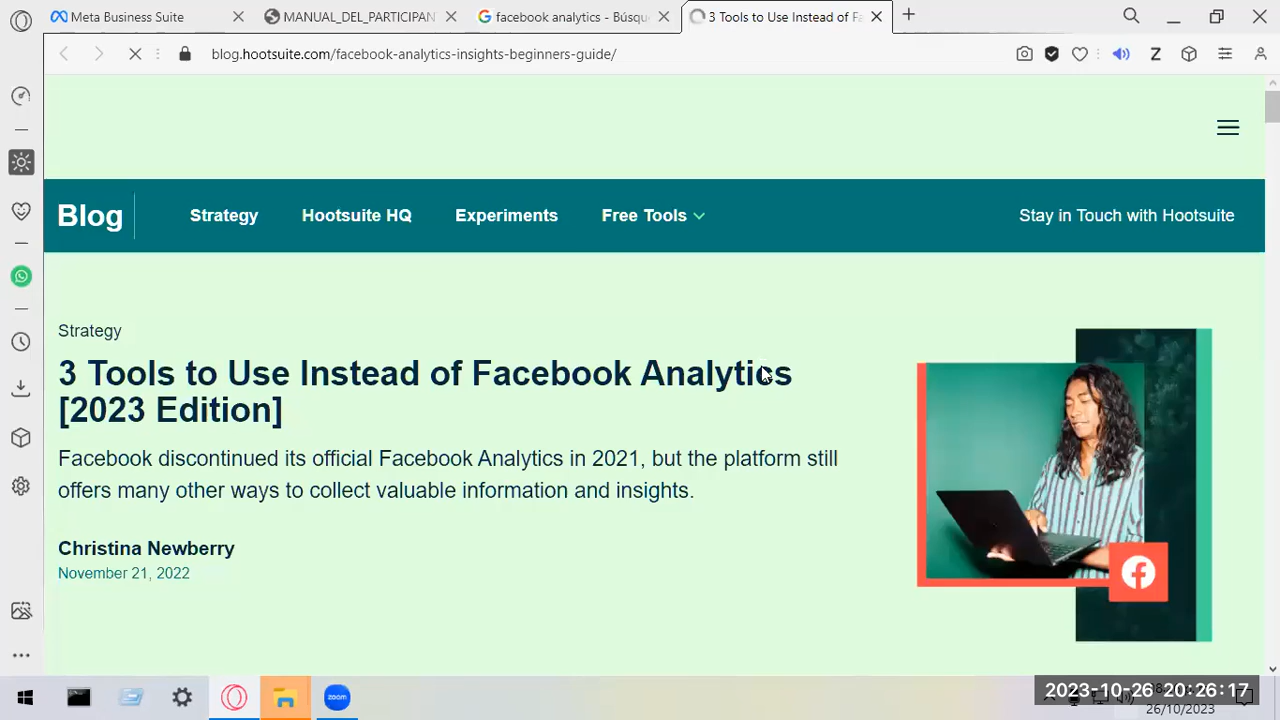 Meta Business Suite
MANUAL_DEL_PARTICIPAN
facebook analytics - Búsqu
3 Tools to Use Instead of Fa
blog.hootsuite.com/facebook-analytics-insights-beginners-guide/
Blog
Strategy
Hootsuite HQ
Experiments
Free Tools
Stay in Touch with Hootsuite
Strategy
3 Tools to Use Instead of Facebook Analytics
[2023 Edition]
Facebook discontinued its official Facebook Analytics in 2021, but the platform still
offers many other ways to collect valuable information and insights.
Christina Newberry
November 21, 2022
zoom
2023-10-26 20:26:17
26/10/2023